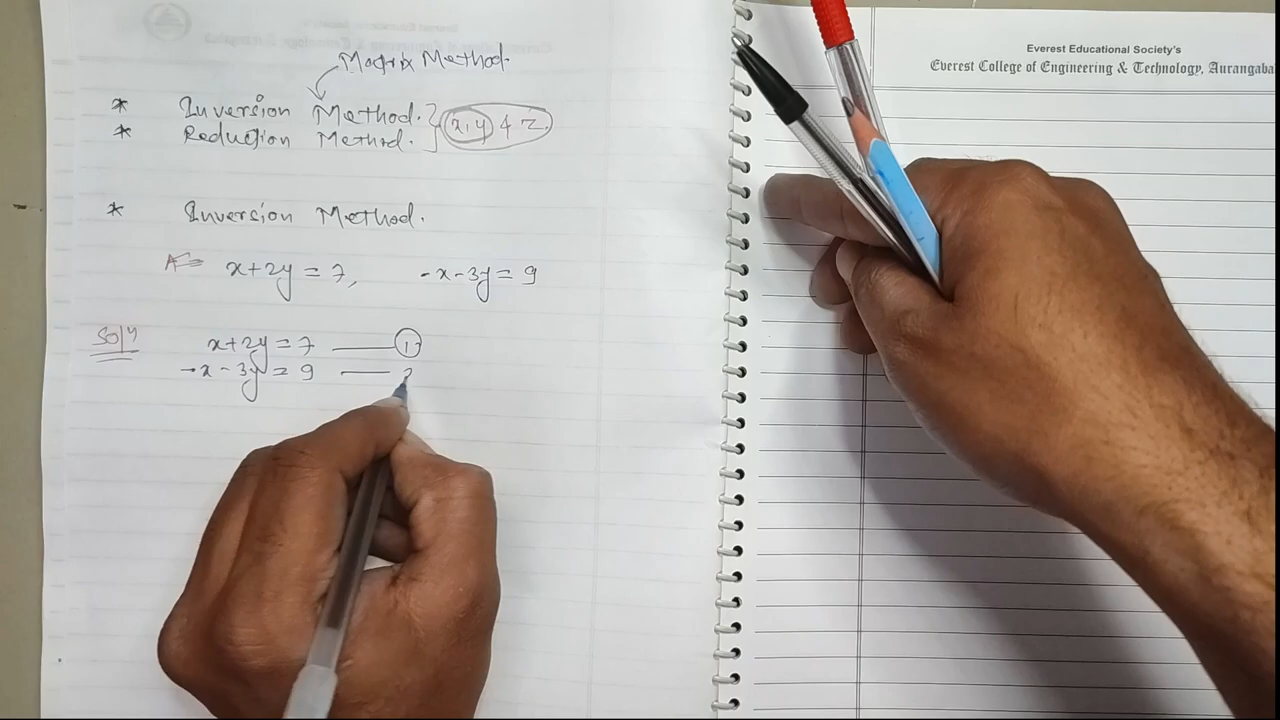 Matrix Method.
* Inversion Method.
* Reduction Method. } x, y & z.
* Inversion Method.
x+2y = 7, -x-3y = 9
Soln
x+2y = 7 —— 1
-x-3y = 9 —— 2
Everest Educational Society's
Everest College of Engineering & Technology, Aurangaba